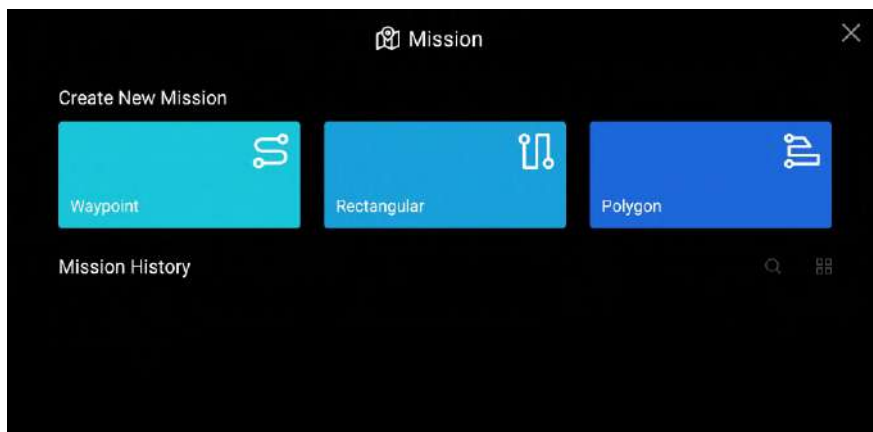 Mission
Create New Mission
Waypoint
Rectangular
Polygon
Mission History